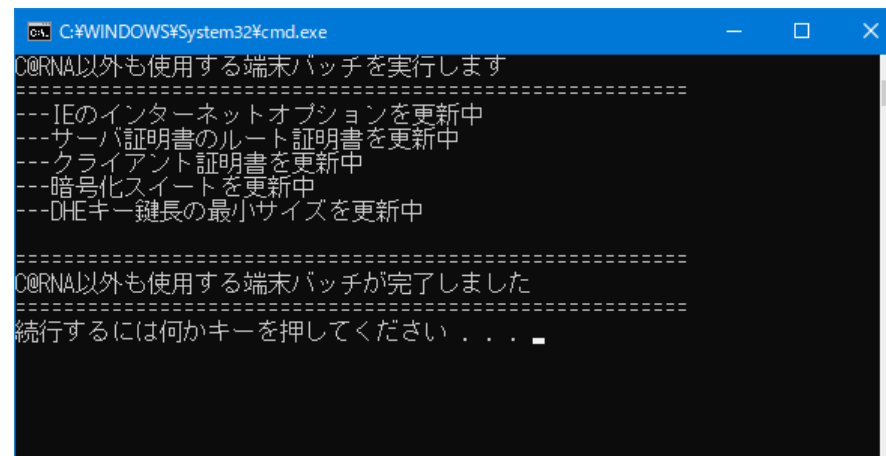 C:¥WINDOWS¥System32¥cmd.exe
C@RNA以外も使用する端末バッチを実行します
========================================================
---IEのインターネットオプションを更新中
---サーバ証明書のルート証明書を更新中
---クライアント証明書を更新中
---暗号化スイートを更新中
---DHEキー鍵長の最小サイズを更新中
========================================================
C@RNA以外も使用する端末バッチが完了しました
========================================================
続行するには何かキーを押してください . . .